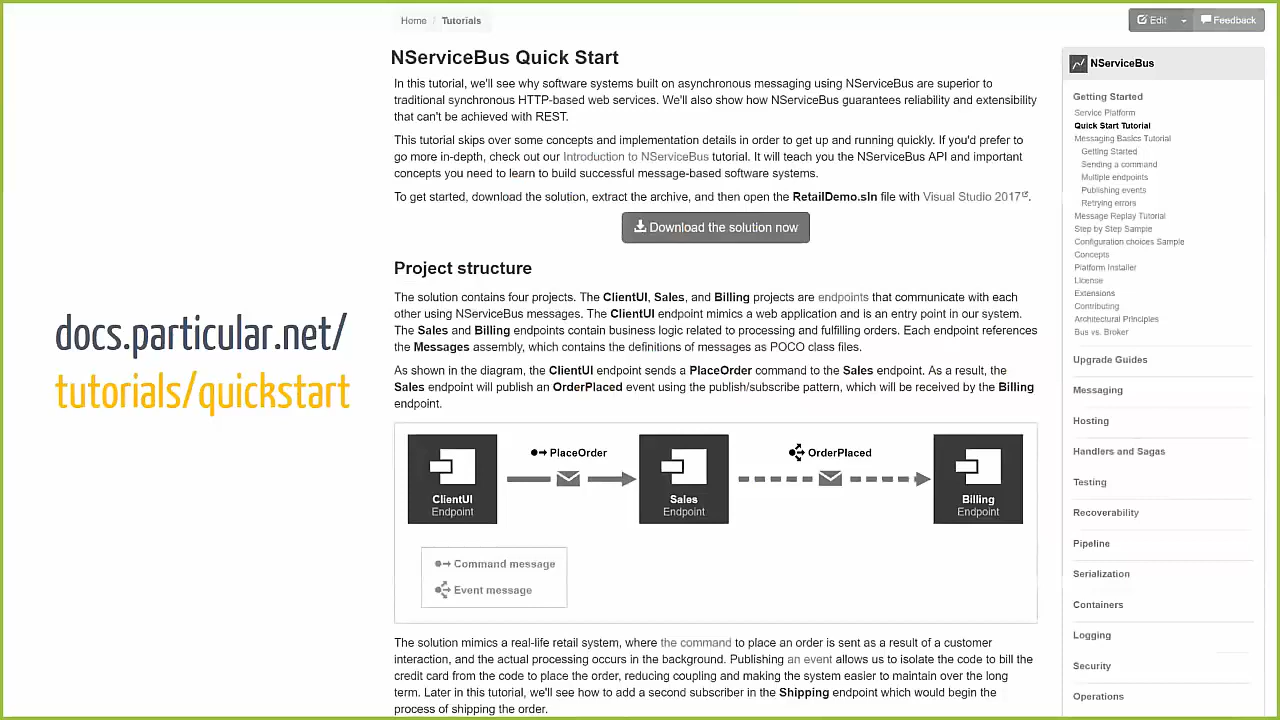 Home / Tutorials
Edit
Feedback
NServiceBus Quick Start
In this tutorial, we'll see why software systems built on asynchronous messaging using NServiceBus are superior to
traditional synchronous HTTP-based web services. We'll also show how NServiceBus guarantees reliability and extensibility
that can't be achieved with REST.
This tutorial skips over some concepts and implementation details in order to get up and running quickly. If you'd prefer to
go more in-depth, check out our Introduction to NServiceBus tutorial. It will teach you the NServiceBus API and important
concepts you need to learn to build successful message-based software systems.
To get started, download the solution, extract the archive, and then open the RetailDemo.sln file with Visual Studio 2017.
Download the solution now
Project structure
The solution contains four projects. The ClientUI, Sales, and Billing projects are endpoints that communicate with each
other using NServiceBus messages. The ClientUI endpoint mimics a web application and is an entry point in our system.
The Sales and Billing endpoints contain business logic related to processing and fulfilling orders. Each endpoint references
the Messages assembly, which contains the definitions of messages as POCO class files.
As shown in the diagram, the ClientUI endpoint sends a PlaceOrder command to the Sales endpoint. As a result, the
Sales endpoint will publish an OrderPlaced event using the publish/subscribe pattern, which will be received by the Billing
endpoint.
docs.particular.net/
tutorials/quickstart
PlaceOrder
OrderPlaced
ClientUI
Endpoint
Sales
Endpoint
Billing
Endpoint
Command message
Event message
The solution mimics a real-life retail system, where the command to place an order is sent as a result of a customer
interaction, and the actual processing occurs in the background. Publishing an event allows us to isolate the code to bill the
credit card from the code to place the order, reducing coupling and making the system easier to maintain over the long
term. Later in this tutorial, we'll see how to add a second subscriber in the Shipping endpoint which would begin the
process of shipping the order.
NServiceBus
Getting Started
Service Platform
Quick Start Tutorial
Messaging Basics Tutorial
Getting Started
Sending a command
Multiple endpoints
Publishing events
Retrying errors
Message Replay Tutorial
Step by Step Sample
Configuration choices Sample
Concepts
Platform Installer
License
Extensions
Contributing
Architectural Principles
Bus vs. Broker
Upgrade Guides
Messaging
Hosting
Handlers and Sagas
Testing
Recoverability
Pipeline
Serialization
Containers
Logging
Security
Operations